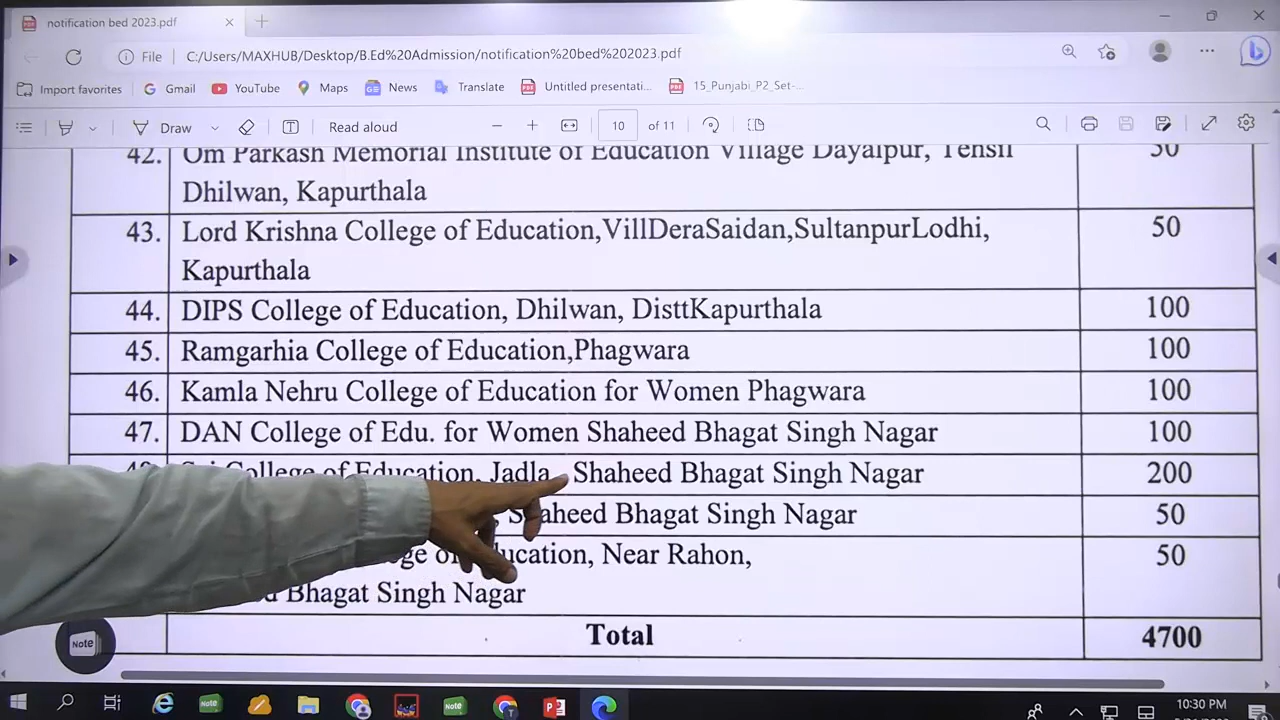 notification bed 2023.pdf
File C:/Users/MAXHUB/Desktop/B.Ed%20Admission/notification%20bed%202023.pdf
Import favorites Gmail YouTube Maps News Translate Untitled presentati... 15_Punjabi_P2_Set-...
Draw Read aloud 10 of 11
42. Om Parkash Memorial Institute of Education Village Dayalpur, Tehsil 50
Dhilwan, Kapurthala
43. Lord Krishna College of Education,VillDeraSaidan,SultanpurLodhi, 50
Kapurthala
44. DIPS College of Education, Dhilwan, DisttKapurthala 100
45. Ramgarhia College of Education,Phagwara 100
46. Kamla Nehru College of Education for Women Phagwara 100
47. DAN College of Edu. for Women Shaheed Bhagat Singh Nagar 100
College of Education, Jadla, Shaheed Bhagat Singh Nagar 200
Shaheed Bhagat Singh Nagar 50
Education, Near Rahon, 50
Bhagat Singh Nagar
Total 4700
Note
Note Note
10:30 PM